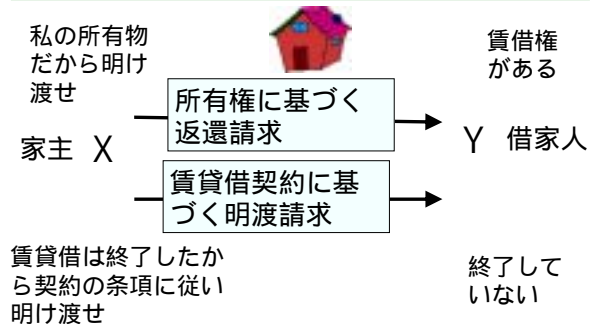 私の所有物
だから明け
渡せ
賃借権
がある
所有権に基づく
返還請求
家主 X
Y 借家人
賃貸借契約に基
づく明渡請求
賃貸借は終了したか
ら契約の条項に従い
明け渡せ
終了して
いない